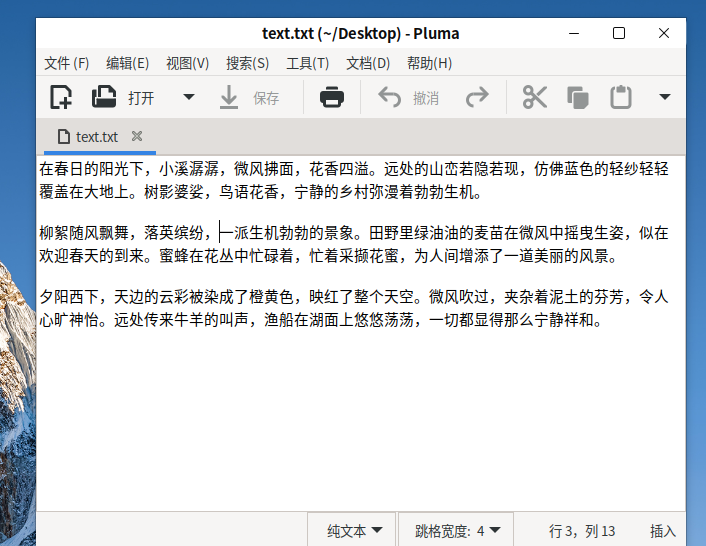 text.txt (~/Desktop) - Pluma
文件 (F) 编辑(E) 视图(V) 搜索(S) 工具(T) 文档(D) 帮助(H)
打开 保存 撤消
text.txt
在春日的阳光下，小溪潺潺，微风拂面，花香四溢。远处的山峦若隐若现，仿佛蓝色的轻纱轻轻
覆盖在大地上。树影婆娑，鸟语花香，宁静的乡村弥漫着勃勃生机。
柳絮随风飘舞，落英缤纷，一派生机勃勃的景象。田野里绿油油的麦苗在微风中摇曳生姿，似在
欢迎春天的到来。蜜蜂在花丛中忙碌着，忙着采撷花蜜，为人间增添了一道美丽的风景。
夕阳西下，天边的云彩被染成了橙黄色，映红了整个天空。微风吹过，夹杂着泥土的芬芳，令人
心旷神怡。远处传来牛羊的叫声，渔船在湖面上悠悠荡荡，一切都显得那么宁静祥和。
纯文本 跳格宽度: 4 行 3，列 13 插入